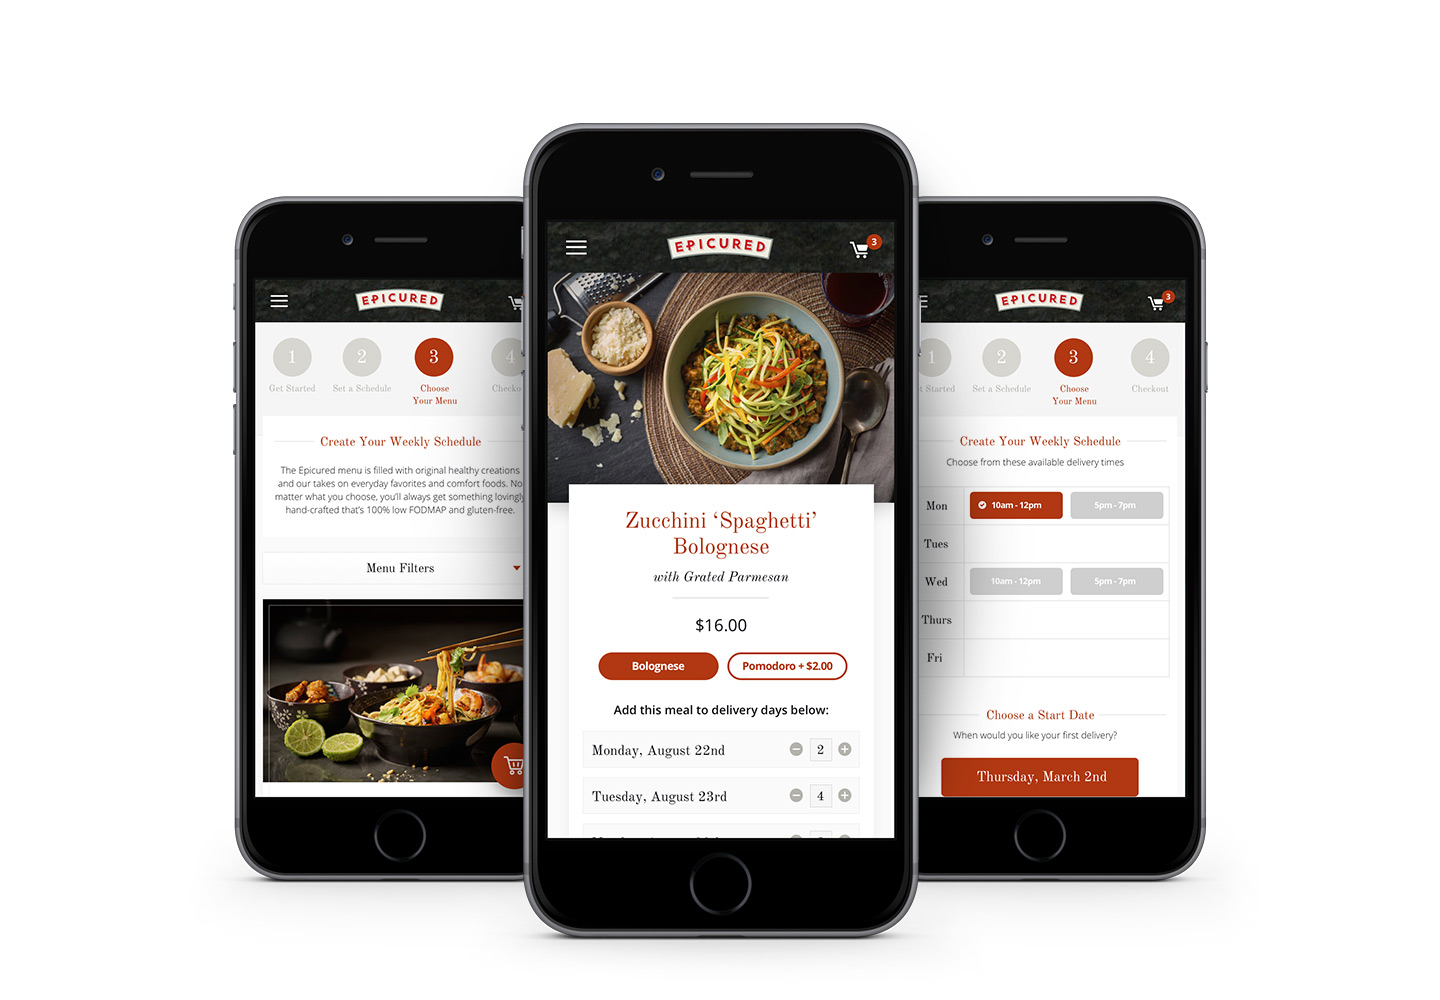 EPICURED
1
2
3
4
Get Started
Set a Schedule
Choose
Your Menu
Create Your Weekly Schedule
The Epicured menu is filled with original healthy creations
and our takes on everyday favorites and comfort foods. No
matter what you choose, you'll always get something lovingly
hand-crafted that's 100% low FODMAP and gluten-free.
Menu Filters
EPICURED
3
Zucchini ‘Spaghetti’
Bolognese
with Grated Parmesan
$16.00
Bolognese
Pomodoro + $2.00
Add this meal to delivery days below:
Monday, August 22nd
2
Tuesday, August 23rd
4
EPICURED
3
1
2
3
4
Set a Schedule
Choose
Your Menu
Checkout
Create Your Weekly Schedule
Choose from these available delivery times
Mon
10am - 12pm
5pm - 7pm
Tues
Wed
10am - 12pm
5pm - 7pm
Thurs
Fri
Choose a Start Date
When would you like your first delivery?
Thursday, March 2nd